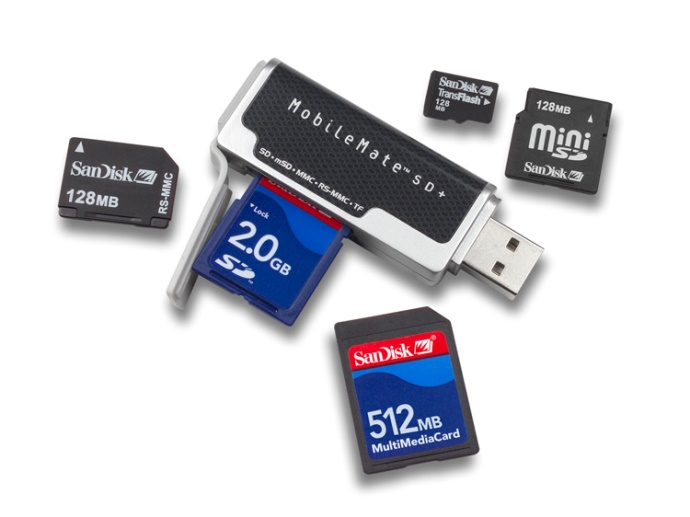 MobileMate™ SD+
SD • mSD • MMC • RS-MMC • TF
SanDisk
TransFlash
128
MB
128MB
mini
SD
SanDisk
SanDisk
128MB
RS-MMC
Lock
2.0GB
SD
SanDisk
512MB
MultiMediaCard